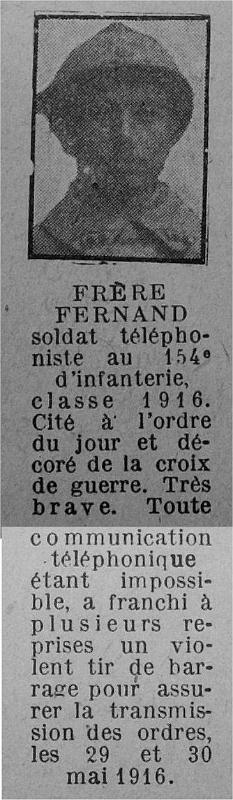 FRÈRE
FERNAND
soldat télépho-
niste au 154e
d'infanterie,
classe 1916.
Cité à l'ordre
du jour et dé-
coré de la croix
de guerre. Très
brave. Toute
communication
téléphonique
étant impossi-
ble, a franchi à
plusieurs re-
prises un vio-
lent tir de bar-
rage pour assu-
rer la transmis-
sion des ordres,
les 29 et 30
mai 1916.